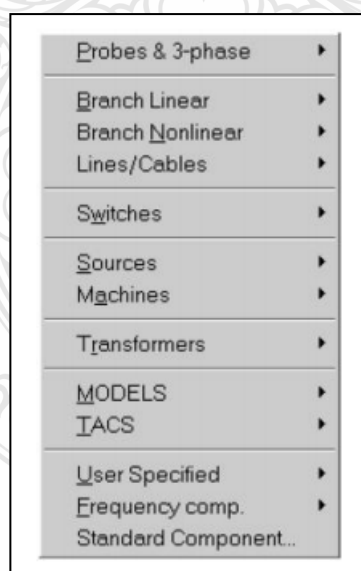 Probes & 3-phase
Branch Linear
Branch Nonlinear
Lines/Cables
Switches
Sources
Machines
Transformers
MODELS
TACS
User Specified
Frequency comp.
Standard Component...